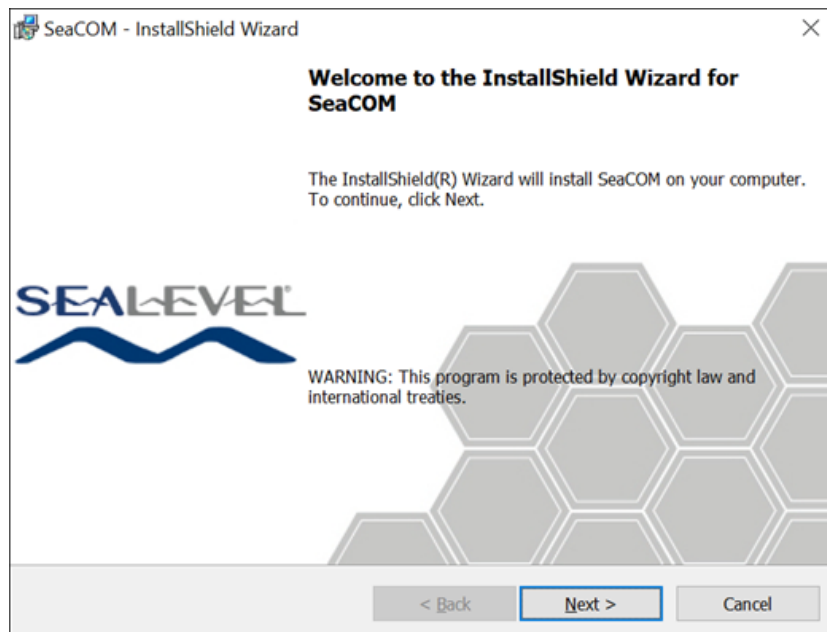 SeaCOM - InstallShield Wizard
Welcome to the InstallShield Wizard for
SeaCOM
The InstallShield(R) Wizard will install SeaCOM on your computer.
To continue, click Next.
SEALEVEL®
WARNING: This program is protected by copyright law and
international treaties.
< Back
Next >
Cancel